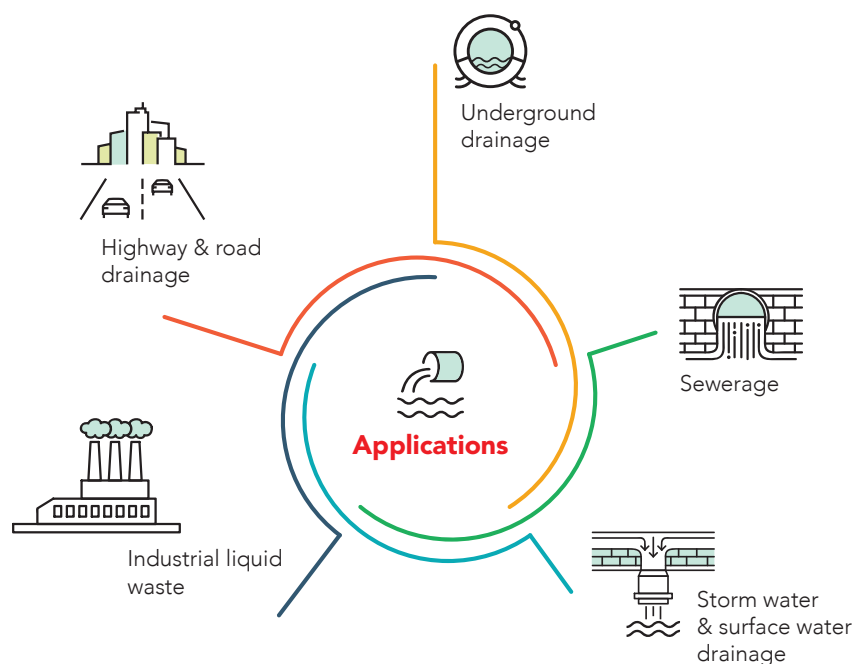 Underground
drainage
Highway & road
drainage
Sewerage
Applications
Industrial liquid
waste
Storm water
& surface water
drainage